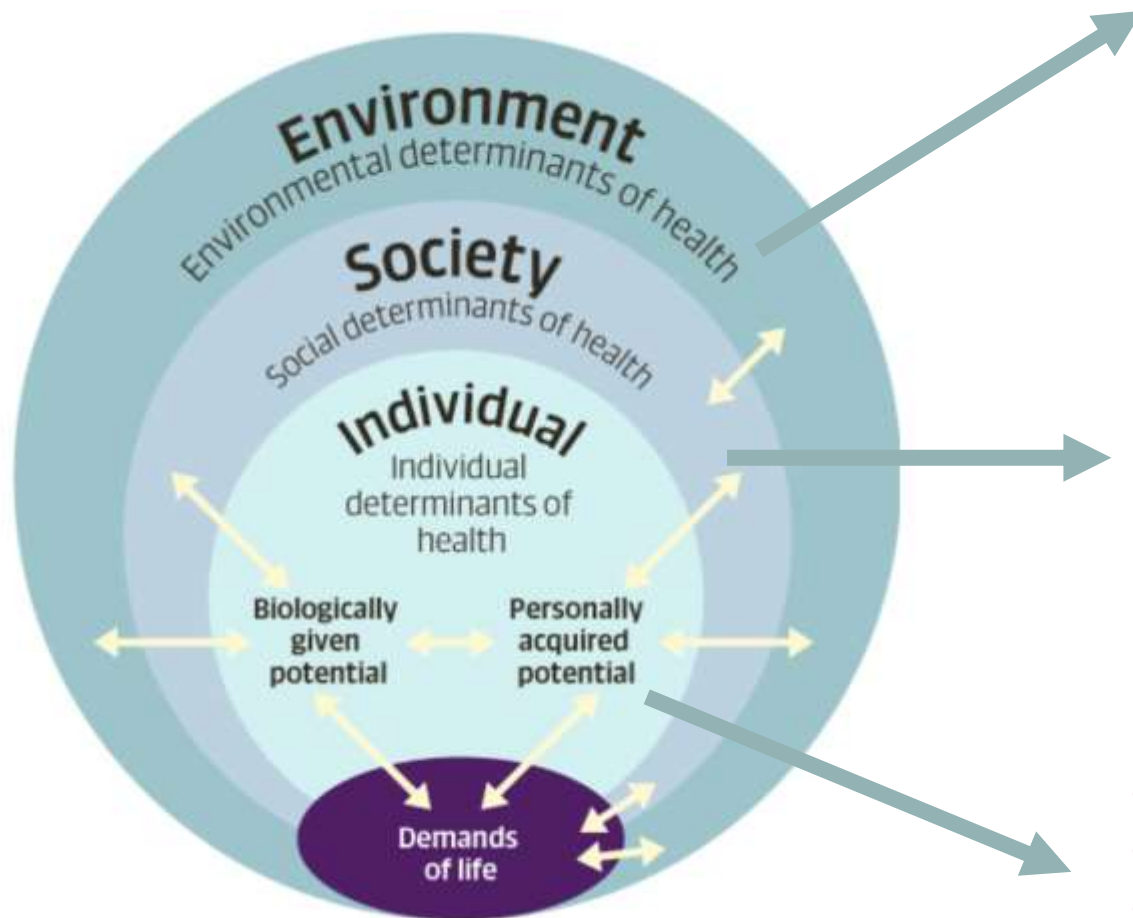 Environment
Environmental determinants of health
Society
Social determinants of health
Individual
Individual
determinants of
health
Biologically
given
potential
Personally
acquired
potential
Demands
of life